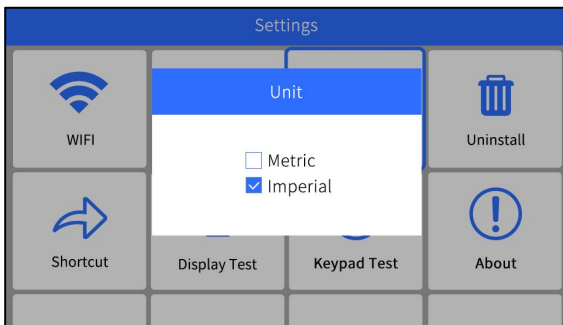 Settings
Unit
WIFI
Uninstall
Metric
Imperial
Shortcut
Display Test
Keypad Test
About